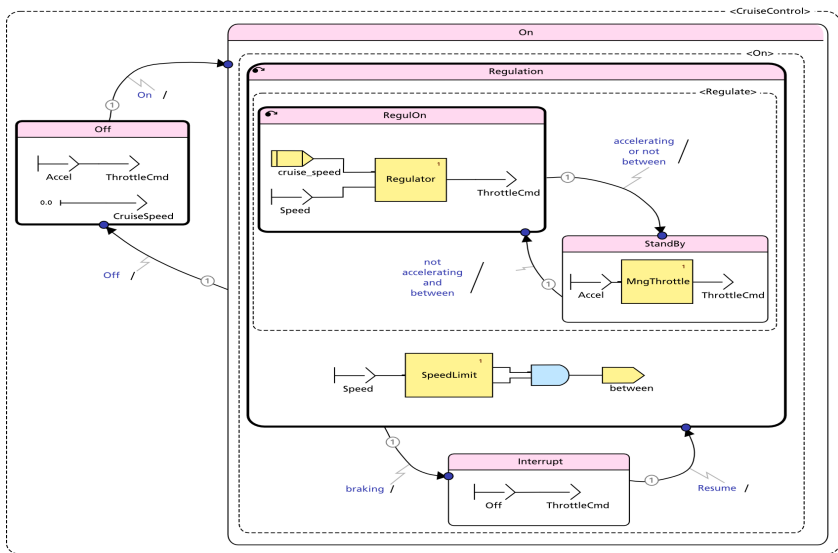 <CruiseControl>
On
<On>
Regulation
<Regulate>
On /
1
Off
Accel
ThrottleCmd
0.0
CruiseSpeed
RegulOn
cruise_speed
1
Regulator
Speed
ThrottleCmd
1
accelerating
or not
between
/
StandBy
1
MngThrottle
Accel
ThrottleCmd
not
accelerating
and
between
/
1
Off /
1
1
SpeedLimit
Speed
between
1
braking /
Interrupt
Off
ThrottleCmd
1
Resume /